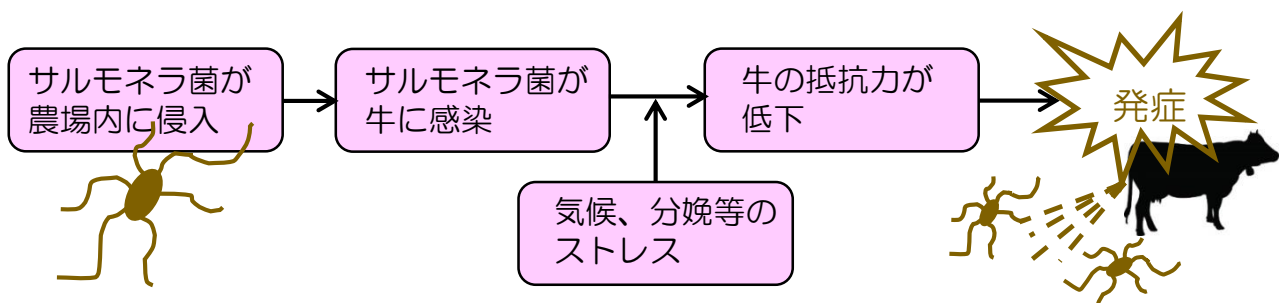 サルモネラ菌が
農場内に侵入
サルモネラ菌が
牛に感染
牛の抵抗力が
低下
発症
気候、分娩等の
ストレス